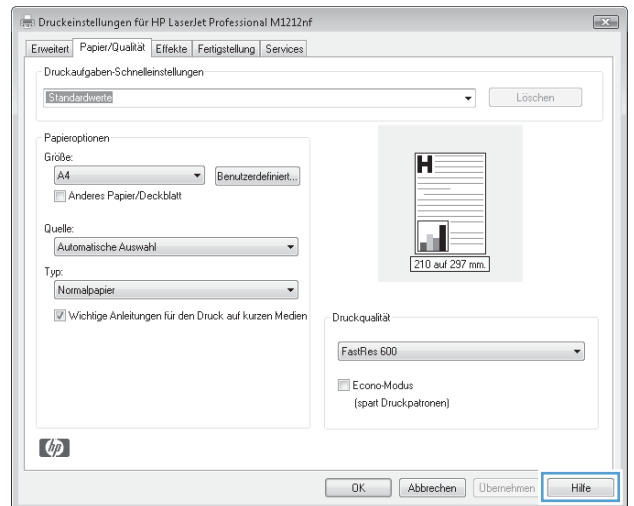 Druckeinstellungen für HP LaserJet Professional M1212nf
Erweitert Papier/Qualität Effekte Fertigstellung Services
Druckaufgaben-Schnelleinstellungen
Standardwerte Löschen
Papieroptionen
Größe:
A4 Benutzerdefiniert...
Anderes Papier/Deckblatt
Quelle:
Automatische Auswahl
Typ:
Normalpapier
Wichtige Anleitungen für den Druck auf kurzen Medien
H
210 auf 297 mm.
Druckqualität
FastRes 600
Econo-Modus
(spart Druckpatronen)
hp
OK Abbrechen Übernehmen Hilfe